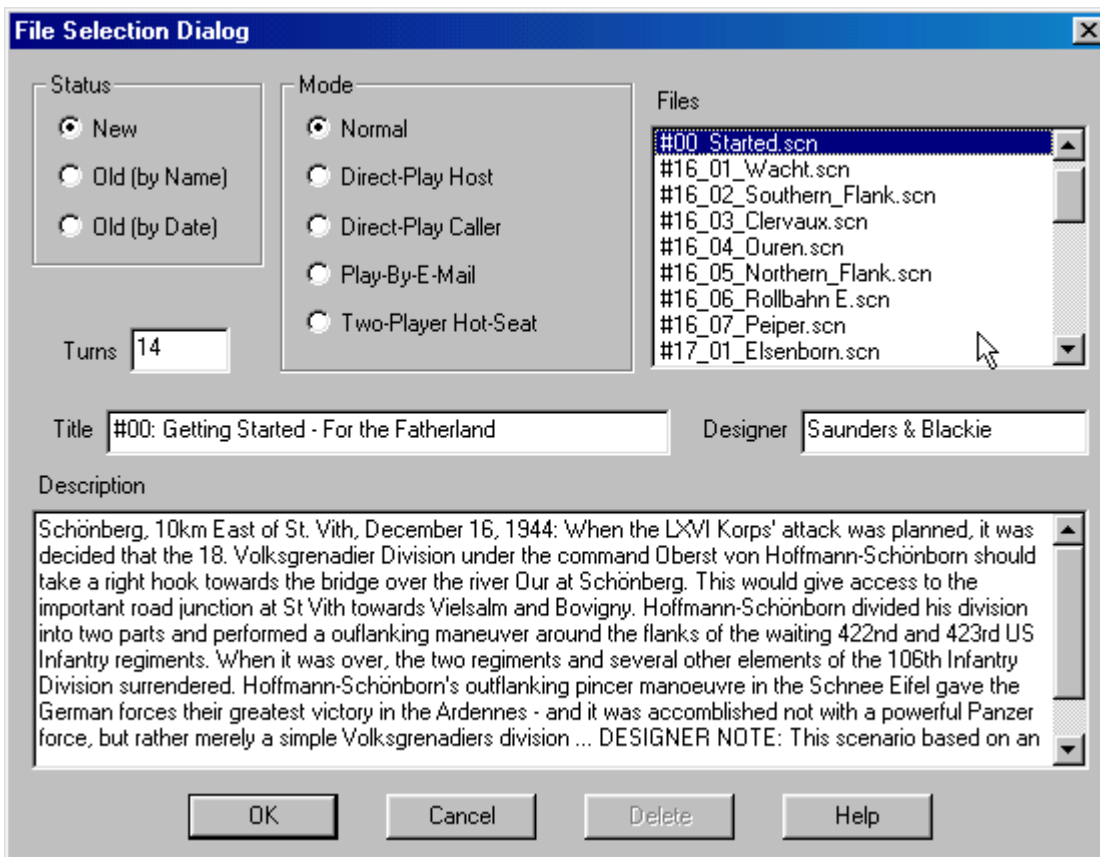 File Selection Dialog
Status
New
Old (by Name)
Old (by Date)
Turns 14
Mode
Normal
Direct-Play Host
Direct-Play Caller
Play-By-E-Mail
Two-Player Hot-Seat
Files
#00_Started.scn
#16_01_Wacht.scn
#16_02_Southern_Flank.scn
#16_03_Clervaux.scn
#16_04_Ouren.scn
#16_05_Northern_Flank.scn
#16_06_Rollbahn E.scn
#16_07_Peiper.scn
#17_01_Elsenborn.scn
Title #00: Getting Started - For the Fatherland
Designer Saunders & Blackie
Description
Schönberg, 10km East of St. Vith, December 16, 1944: When the LXVI Korps' attack was planned, it was
decided that the 18. Volksgrenadier Division under the command Oberst von Hoffmann-Schönborn should
take a right hook towards the bridge over the river Our at Schönberg. This would give access to the
important road junction at St Vith towards Vielsalm and Bovigny. Hoffmann-Schönborn divided his division
into two parts and performed a ouflanking maneuver around the flanks of the waiting 422nd and 423rd US
Infantry regiments. When it was over, the two regiments and several other elements of the 106th Infantry
Division surrendered. Hoffmann-Schönborn's outflanking pincer manoeuvre in the Schnee Eifel gave the
German forces their greatest victory in the Ardennes - and it was accomblished not with a powerful Panzer
force, but rather merely a simple Volksgrenadiers division ... DESIGNER NOTE: This scenario based on an
OK
Cancel
Delete
Help